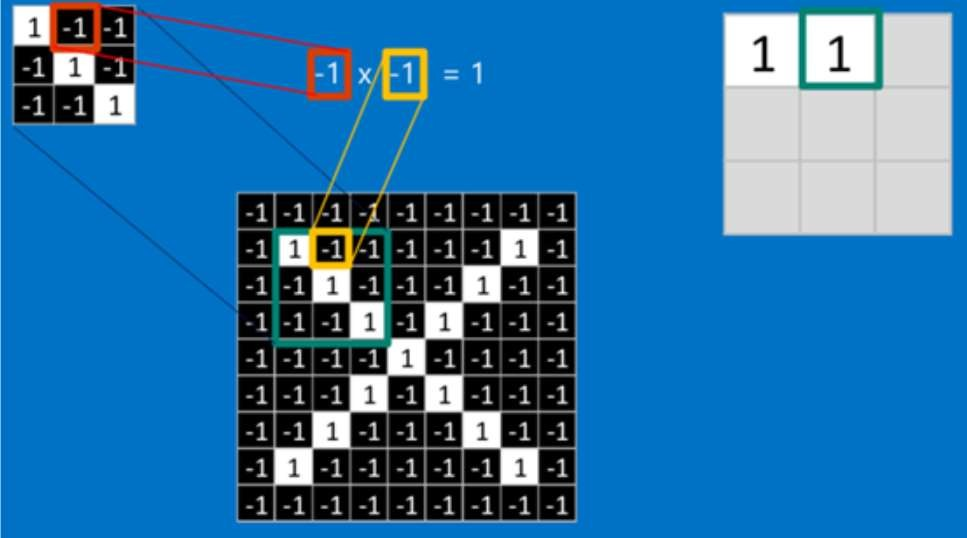 1 -1 -1
-1 1 -1
-1 -1 1
-1 x -1 = 1
1 1
-1 -1 -1 -1 -1 -1 -1 -1 -1
-1 1 -1 -1 -1 -1 -1 1 -1
-1 -1 1 -1 -1 -1 1 -1 -1
-1 -1 -1 1 -1 1 -1 -1 -1
-1 -1 -1 -1 1 -1 -1 -1 -1
-1 -1 -1 1 -1 1 -1 -1 -1
-1 -1 1 -1 -1 -1 1 -1 -1
-1 1 -1 -1 -1 -1 -1 1 -1
-1 -1 -1 -1 -1 -1 -1 -1 -1